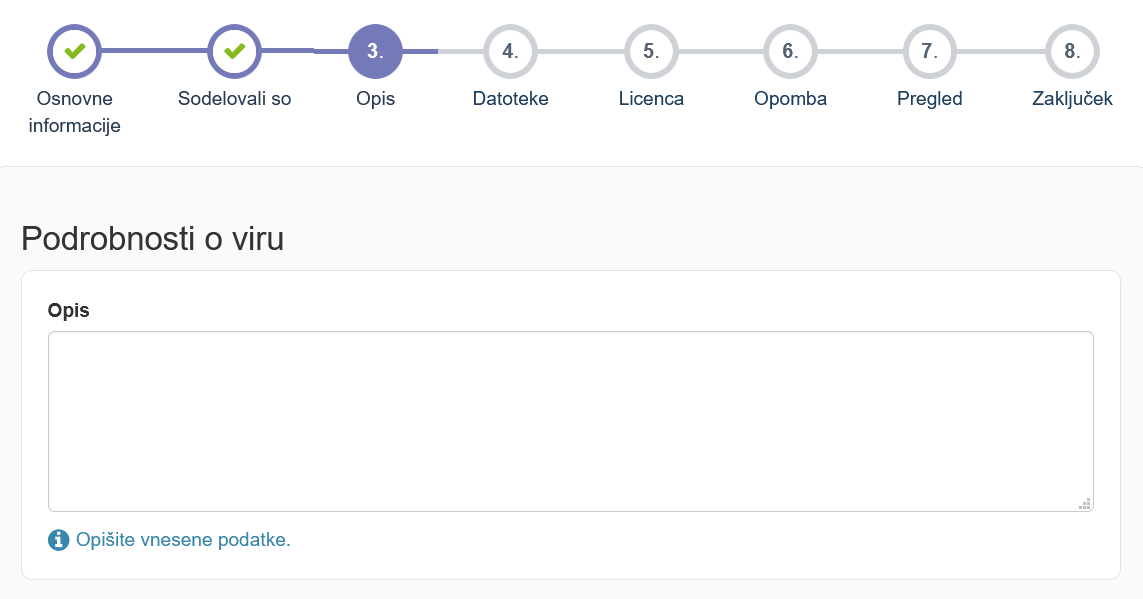 3. 4. 5. 6. 7. 8.
Osnovne informacije
Sodelovali so
Opis
Datoteke
Licenca
Opomba
Pregled
Zaključek
Podrobnosti o viru
Opis
Opišite vnesene podatke.